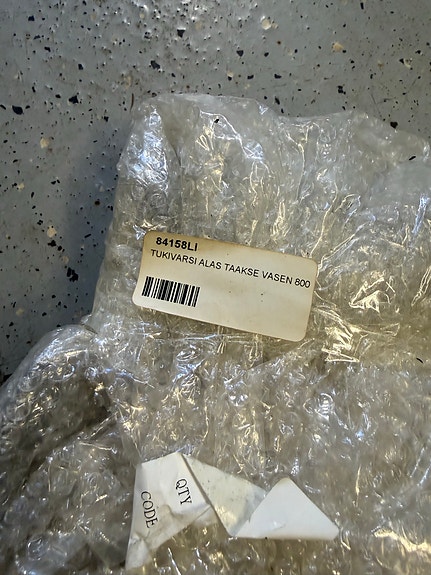 84158LI
TUKIVARSI ALAS TAAKSE VASEN 800
QTY
CODE